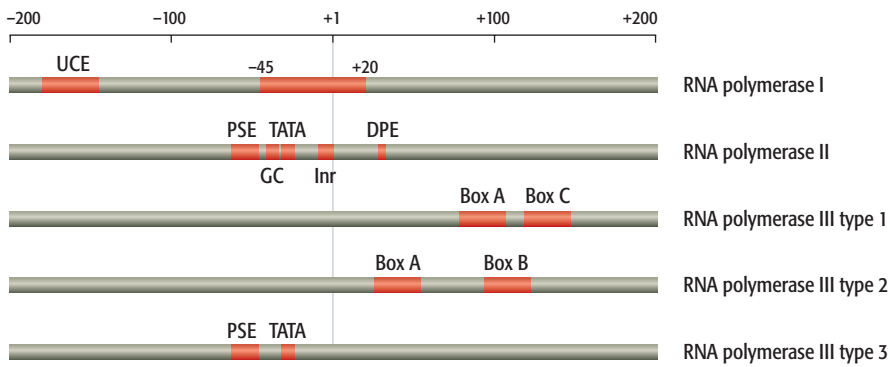 −200 −100 +1 +100 +200
UCE −45 +20
RNA polymerase I
PSE TATA DPE
RNA polymerase II
GC Inr
Box A Box C
RNA polymerase III type 1
Box A Box B
RNA polymerase III type 2
PSE TATA
RNA polymerase III type 3